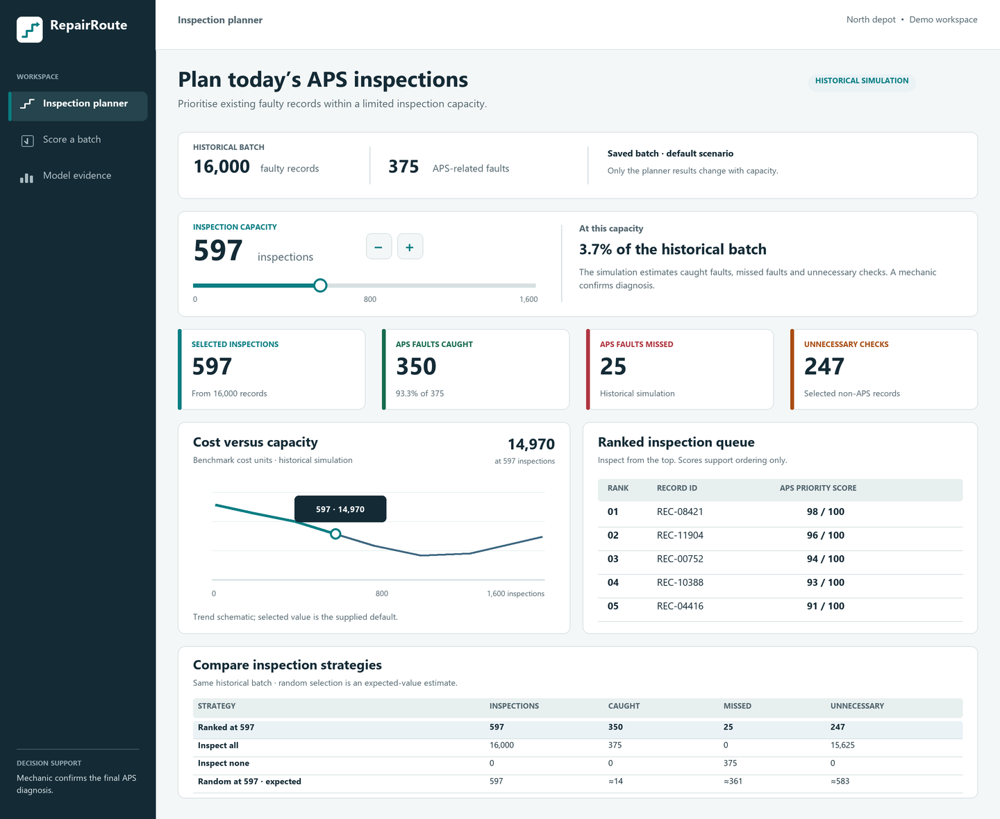 RepairRoute
WORKSPACE
Inspection planner
Score a batch
Model evidence
DECISION SUPPORT
Mechanic confirms the final APS
diagnosis.
Inspection planner
North depot • Demo workspace
Plan today’s APS inspections
HISTORICAL SIMULATION
Prioritise existing faulty records within a limited inspection capacity.
HISTORICAL BATCH
16,000 faulty records
375 APS-related faults
Saved batch · default scenario
Only the planner results change with capacity.
INSPECTION CAPACITY
597 inspections
− +
0 800 1,600
At this capacity
3.7% of the historical batch
The simulation estimates caught faults, missed faults and unnecessary checks. A mechanic
confirms diagnosis.
SELECTED INSPECTIONS
597
From 16,000 records
APS FAULTS CAUGHT
350
93.3% of 375
APS FAULTS MISSED
25
Historical simulation
UNNECESSARY CHECKS
247
Selected non-APS records
Cost versus capacity
14,970
Benchmark cost units · historical simulation
at 597 inspections
597 · 14,970
0 800 1,600 inspections
Trend schematic; selected value is the supplied default.
Ranked inspection queue
Inspect from the top. Scores support ordering only.
RANK RECORD ID APS PRIORITY SCORE
01 REC-08421 98 / 100
02 REC-11904 96 / 100
03 REC-00752 94 / 100
04 REC-10388 93 / 100
05 REC-04416 91 / 100
Compare inspection strategies
Same historical batch · random selection is an expected-value estimate.
STRATEGY INSPECTIONS CAUGHT MISSED UNNECESSARY
Ranked at 597 597 350 25 247
Inspect all 16,000 375 0 15,625
Inspect none 0 0 375 0
Random at 597 · expected 597 ≈14 ≈361 ≈583